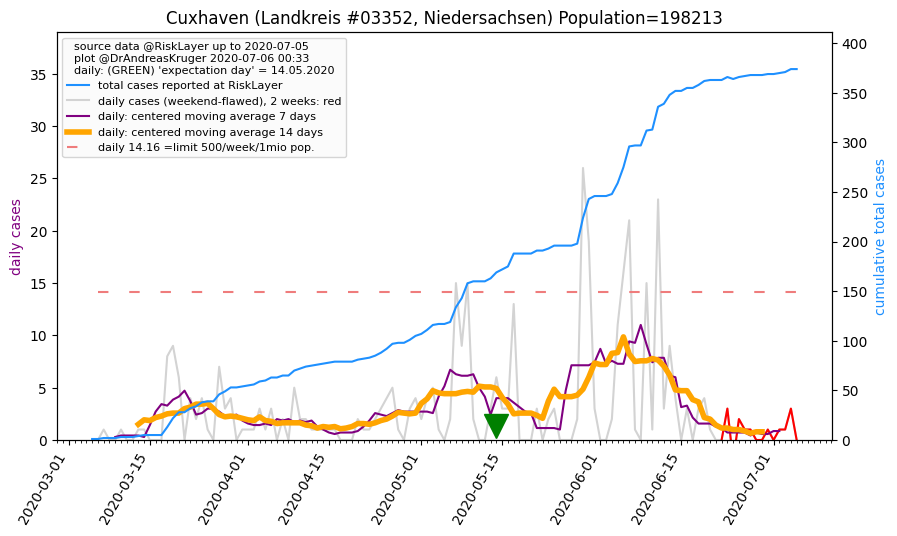 Cuxhaven (Landkreis #03352, Niedersachsen) Population=198213
source data @RiskLayer up to 2020-07-05
plot @DrAndreasKruger 2020-07-06 00:33
daily: (GREEN) 'expectation day' = 14.05.2020
total cases reported at RiskLayer
daily cases (weekend-flawed), 2 weeks: red
daily: centered moving average 7 days
daily: centered moving average 14 days
daily 14.16 =limit 500/week/1mio pop.
daily cases
0
5
10
15
20
25
30
35
cumulative total cases
0
50
100
150
200
250
300
350
400
2020-03-01
2020-03-15
2020-04-01
2020-04-15
2020-05-01
2020-05-15
2020-06-01
2020-06-15
2020-07-01